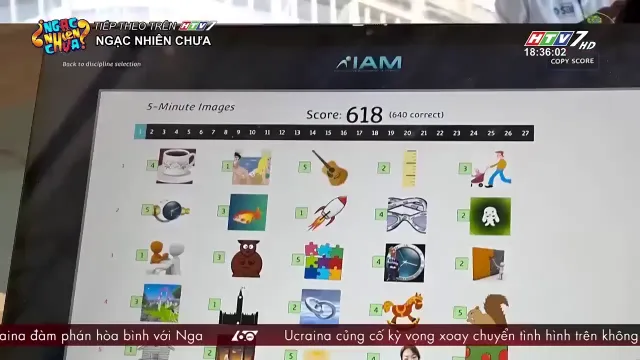 NGẠC NHIÊN CHƯA?
TIẾP THEO TRÊN HTV7
NGẠC NHIÊN CHƯA
HTV7 HD
18:36:02
COPY SCORE
Back to discipline selection
IAM
5-Minute Images
Score: 618 (640 correct)
1 2 3 4 5 6 7 8 9 10 11 12 13 14 15 16 17 18 19 20 21 22 23 24 25 26 27
1 4 3 5 2 3
2 5 3 1 4 2
3 1 3 5 4 2
4 3 1 2 4 5
raina đàm phán hòa bình với Nga 60 Ucraina củng cố kỳ vọng xoay chuyển tình hình trên không